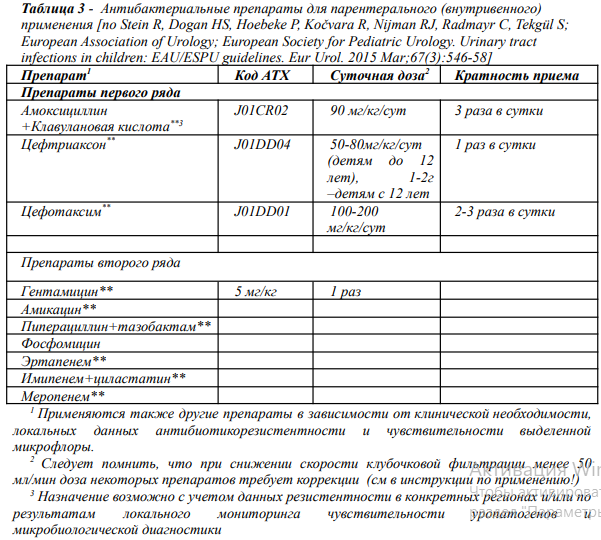 Таблица 3 - Антибактериальные препараты для парентерального (внутривенного)
применения [по Stein R, Dogan HS, Hoebeke P, Kočvara R, Nijman RJ, Radmayr C, Tekgül S;
European Association of Urology; European Society for Pediatric Urology. Urinary tract
infections in children: EAU/ESPU guidelines. Eur Urol. 2015 Mar;67(3):546-58]
Препарат1 Код АТХ Суточная доза2 Кратность приема
Препараты первого ряда
Амоксициллин J01CR02 90 мг/кг/сут 3 раза в сутки
+Клавулановая кислота**3
Цефтриаксон** J01DD04 50-80мг/кг/сут 1 раз в сутки
(детям до 12
лет), 1-2г
–детям с 12 лет
Цефотаксим** J01DD01 100-200 2-3 раза в сутки
мг/кг/сут
Препараты второго ряда
Гентамицин** 5 мг/кг 1 раз
Амикацин**
Пиперациллин+тазобактам**
Фосфомицин
Эртапенем**
Имипенем+циластатин**
Меропенем**
1 Применяются также другие препараты в зависимости от клинической необходимости,
локальных данных антибиотикорезистентности и чувствительности выделенной
микрофлоры.
2 Следует помнить, что при снижении скорости клубочковой фильтрации менее 50
мл/мин доза некоторых препаратов требует коррекции (см в инструкции по применению!)
3 Назначение возможно с учетом данных резистентности в конкретных регионах и/или по
результатам локального мониторинга чувствительности уропатогенов и
микробиологической диагностики
Активация Win
Чтобы активироват
раздел "Параметры